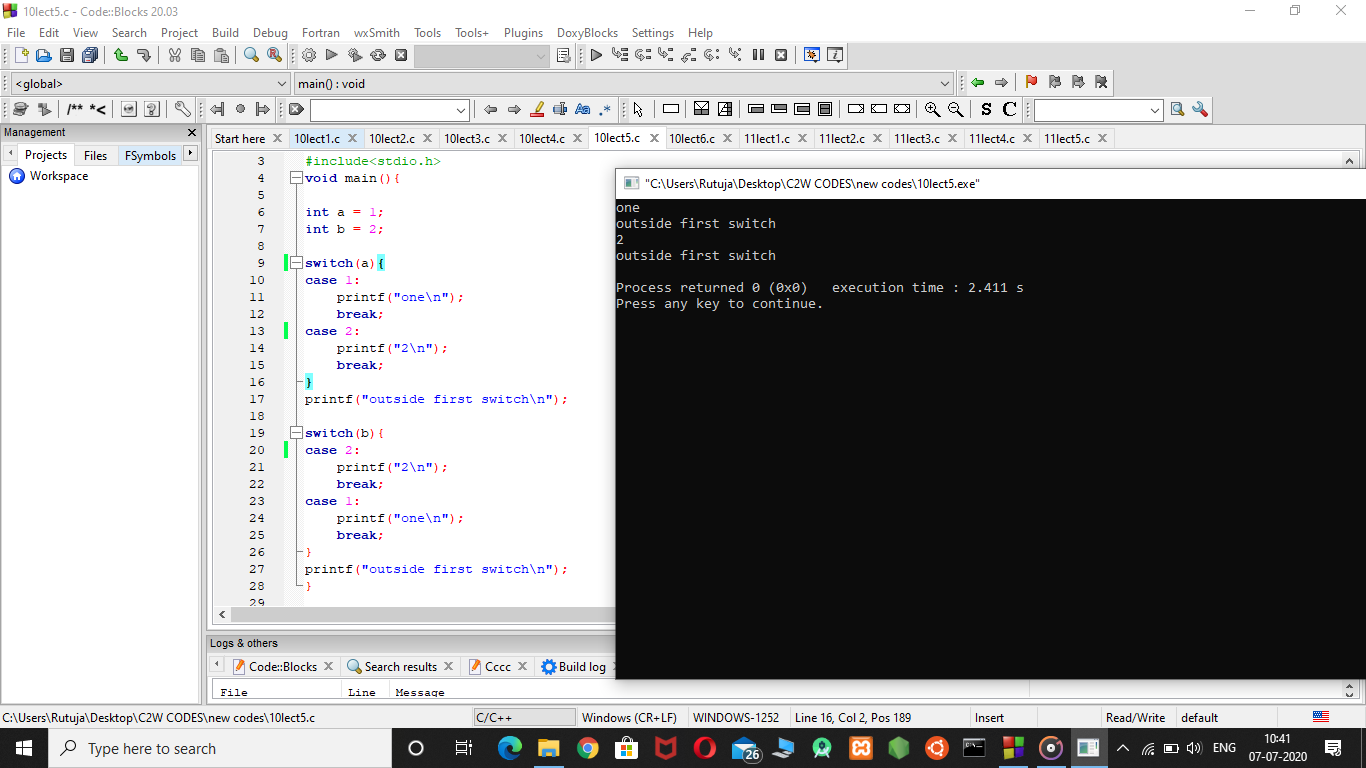 10lect5.c - Code::Blocks 20.03
File Edit View Search Project Build Debug Fortran wxSmith Tools Tools+ Plugins DoxyBlocks Settings Help
<global> main() : void
/** *< Aa .* S C
Management
Start here 10lect1.c 10lect2.c 10lect3.c 10lect4.c 10lect5.c 10lect6.c 11lect1.c 11lect2.c 11lect3.c 11lect4.c 11lect5.c
Projects Files FSymbols
Workspace
3 #include<stdio.h>
4 void main(){
5
6 int a = 1;
7 int b = 2;
8
9 switch(a){
10 case 1:
11 printf("one\n");
12 break;
13 case 2:
14 printf("2\n");
15 break;
16 }
17 printf("outside first switch\n");
18
19 switch(b){
20 case 2:
21 printf("2\n");
22 break;
23 case 1:
24 printf("one\n");
25 break;
26 }
27 printf("outside first switch\n");
28 }
29
"C:\Users\Rutuja\Desktop\C2W CODES\new codes\10lect5.exe"
one
outside first switch
2
outside first switch
Process returned 0 (0x0) execution time : 2.411 s
Press any key to continue.
Logs & others
Code::Blocks Search results Cccc Build log
File Line Message
C:\Users\Rutuja\Desktop\C2W CODES\new codes\10lect5.c C/C++ Windows (CR+LF) WINDOWS-1252 Line 16, Col 2, Pos 189 Insert Read/Write default
Type here to search
26
ENG
10:41
07-07-2020